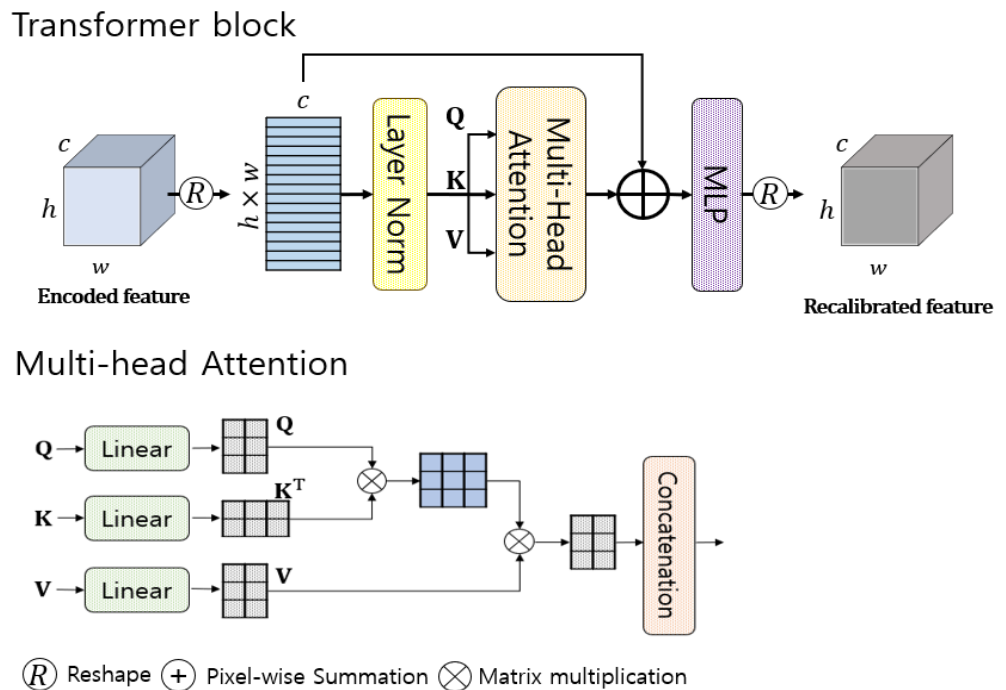 Transformer block
c
c
h
w
Encoded feature
R
h × w
Layer Norm
Q
K
V
Multi-Head
Attention
MLP
R
c
h
w
Recalibrated feature
Multi-head Attention
Q
Linear
Q
K
Linear
K^T
V
Linear
V
Concatenation
R Reshape + Pixel-wise Summation ⊗ Matrix multiplication